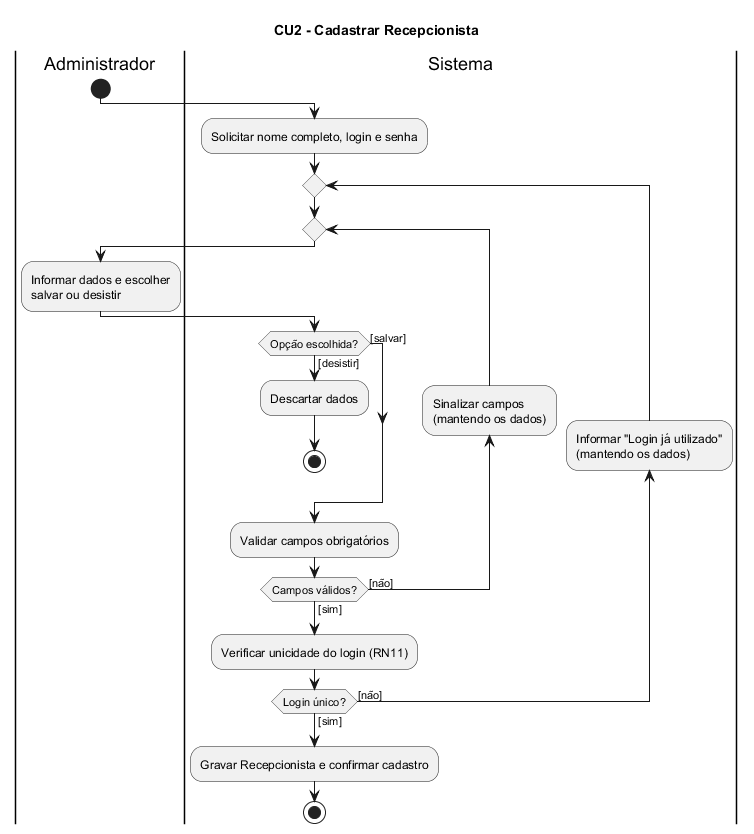 CU2 - Cadastrar Recepcionista
Administrador
Sistema
Solicitar nome completo, login e senha
Informar dados e escolher
salvar ou desistir
Opção escolhida?
[salvar]
[desistir]
Descartar dados
Sinalizar campos
(mantendo os dados)
Informar "Login já utilizado"
(mantendo os dados)
Validar campos obrigatórios
Campos válidos?
[não]
[sim]
Verificar unicidade do login (RN11)
Login único?
[não]
[sim]
Gravar Recepcionista e confirmar cadastro